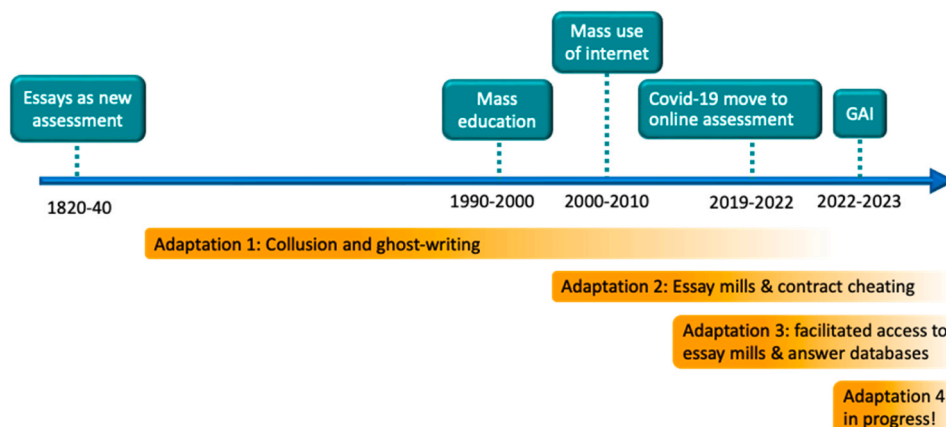 Mass use
of internet
Essays as new
assessment
Mass
education
Covid-19 move to
online assessment
GAI
1820-40
1990-2000
2000-2010
2019-2022
2022-2023
Adaptation 1: Collusion and ghost-writing
Adaptation 2: Essay mills & contract cheating
Adaptation 3: facilitated access to
essay mills & answer databases
Adaptation 4
in progress!